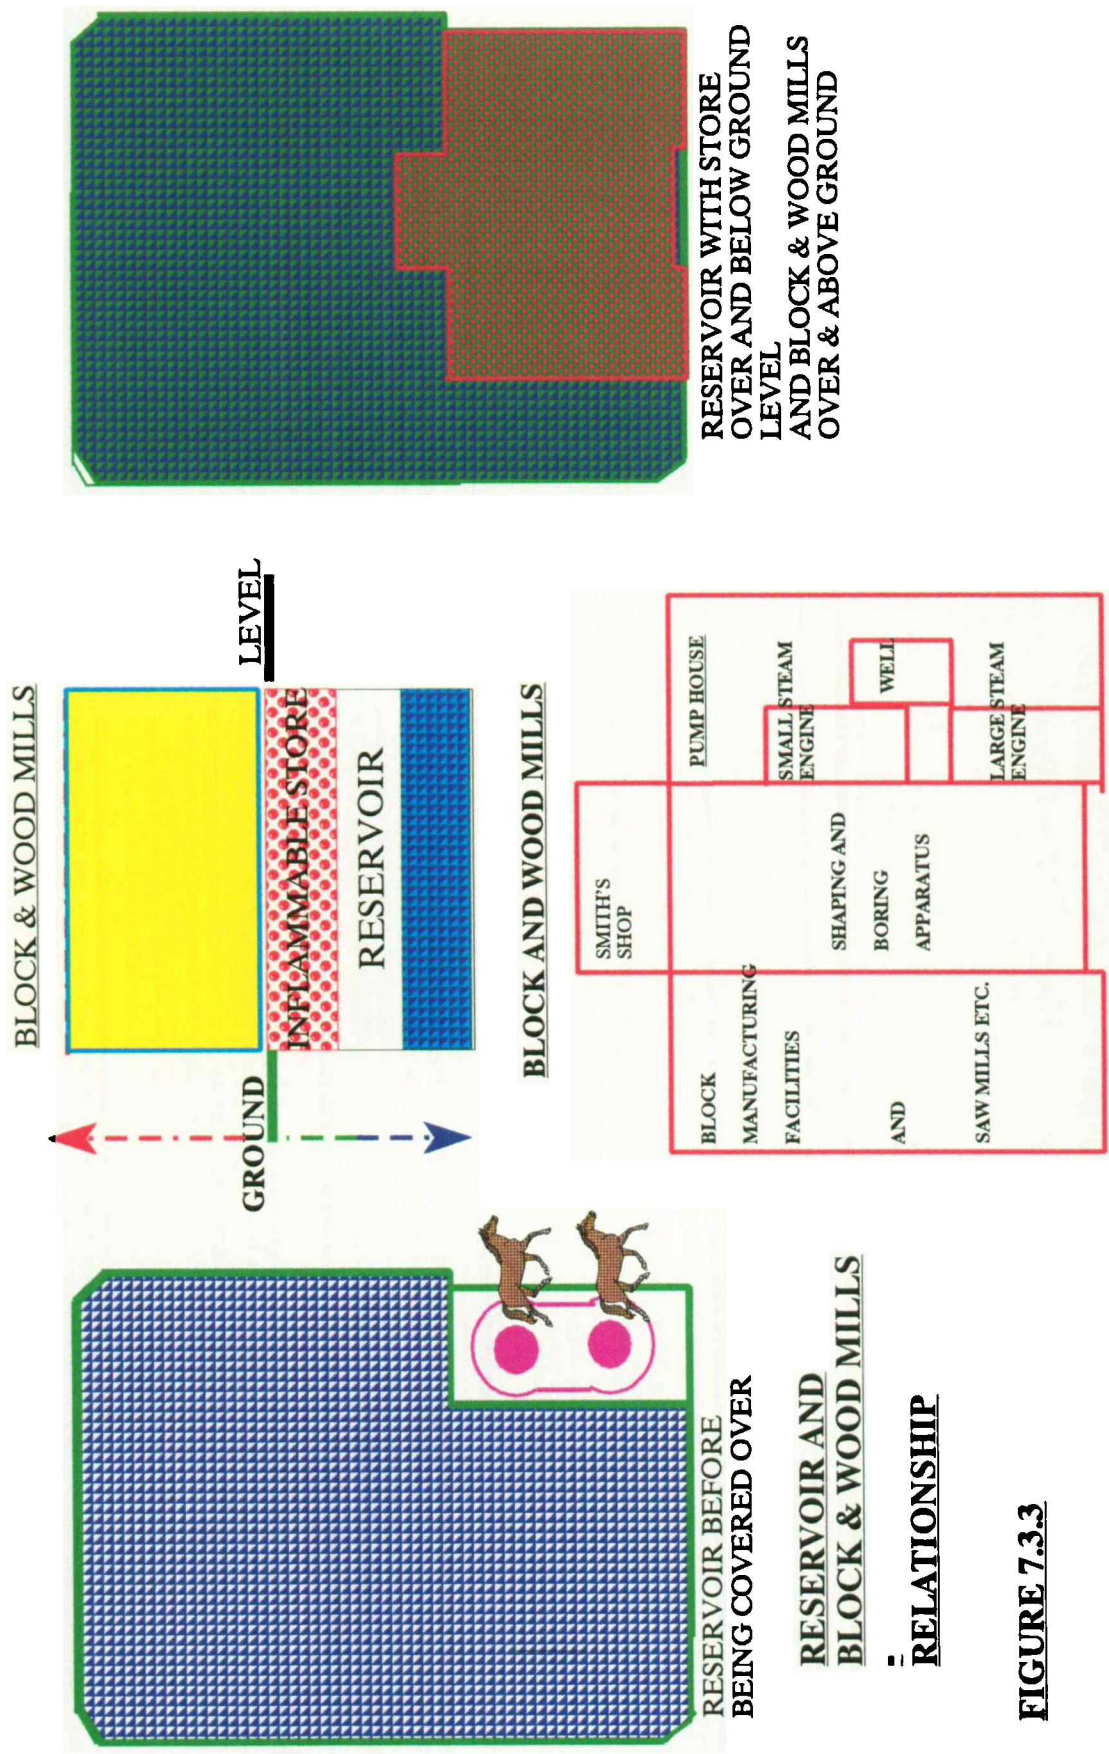 RESERVOIR BEFORE
BEING COVERED OVER
BLOCK & WOOD MILLS
GROUND
LEVEL
INFLAMMABLE STORE
RESERVOIR
RESERVOIR WITH STORE
OVER AND BELOW GROUND
LEVEL
AND BLOCK & WOOD MILLS
OVER & ABOVE GROUND
BLOCK AND WOOD MILLS
SMITH'S
SHOP
PUMP HOUSE
BLOCK
MANUFACTURING
FACILITIES
AND
SAW MILLS ETC.
SHAPING AND
BORING
APPARATUS
SMALL STEAM
ENGINE
WELL
LARGE STEAM
ENGINE
RESERVOIR AND
BLOCK & WOOD MILLS
RELATIONSHIP
FIGURE 7.3.3